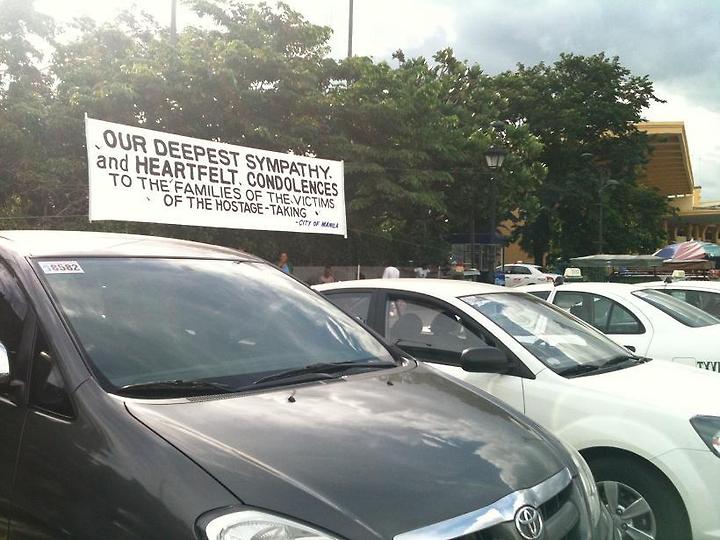 OUR DEEPEST SYMPATHY
and HEARTFELT CONDOLENCES
TO THE FAMILIES OF THE VICTIMS
OF THE HOSTAGE-TAKING
-CITY OF MANILA
8582